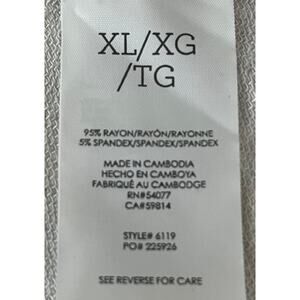 XL/XG
/TG
95% RAYON/RAYÓN/RAYONNE
5% SPANDEX/SPANDEX/SPANDEX
MADE IN CAMBODIA
HECHO EN CAMBOYA
FABRIQUÉ AU CAMBODGE
RN#54077
CA#59814
STYLE# 6119
PO# 225926
SEE REVERSE FOR CARE